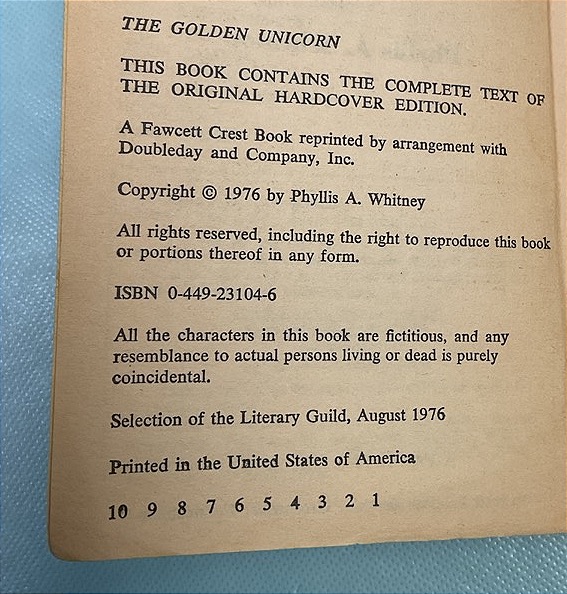 THE GOLDEN UNICORN
THIS BOOK CONTAINS THE COMPLETE TEXT OF
THE ORIGINAL HARDCOVER EDITION.
A Fawcett Crest Book reprinted by arrangement with
Doubleday and Company, Inc.
Copyright © 1976 by Phyllis A. Whitney
All rights reserved, including the right to reproduce this book
or portions thereof in any form.
ISBN 0-449-23104-6
All the characters in this book are fictitious, and any
resemblance to actual persons living or dead is purely
coincidental.
Selection of the Literary Guild, August 1976
Printed in the United States of America
10 9 8 7 6 5 4 3 2 1